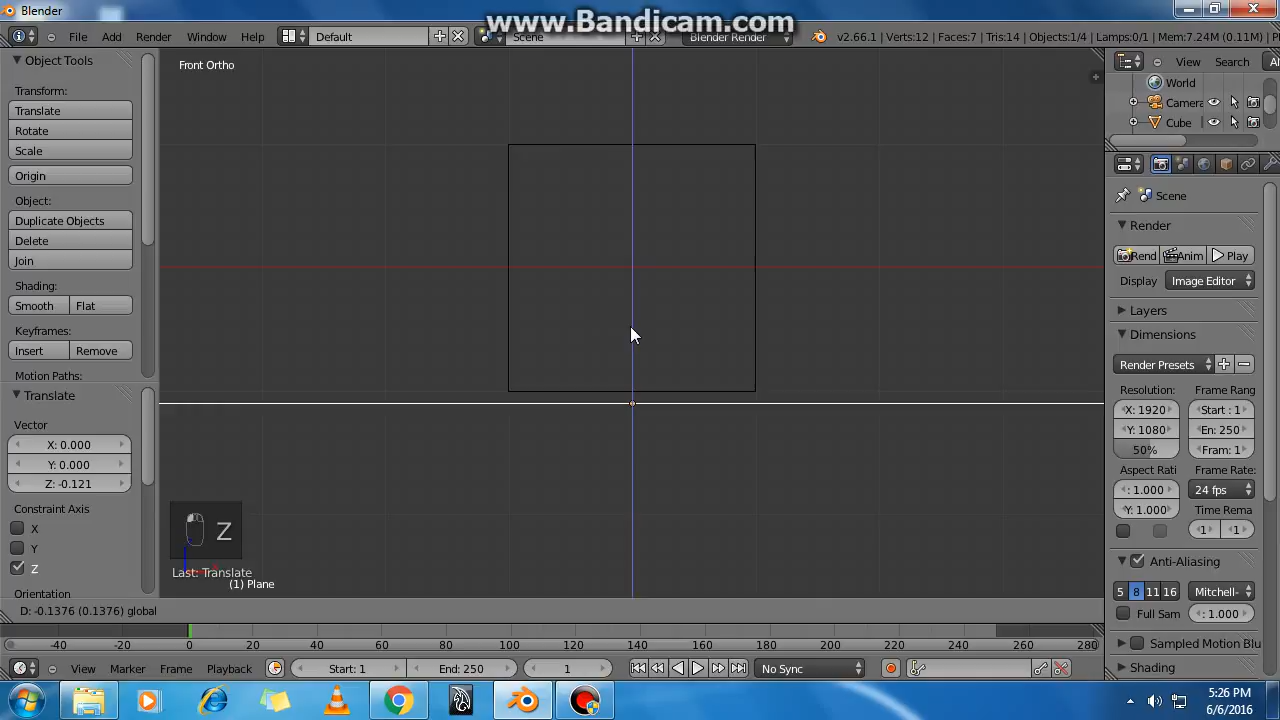 Blender
www.Bandicam.com
File Add Render Window Help
Default
Scene
Blender Render
v2.66.1 | Verts:12 | Faces:7 | Tris:14 | Objects:1/4 | Lamps:0/1 | Mem:7.24M (0.11M) | P
Object Tools
Transform:
Translate
Rotate
Scale
Origin
Object:
Duplicate Objects
Delete
Join
Shading:
Smooth Flat
Keyframes:
Insert Remove
Motion Paths:
Translate
Vector
X: 0.000
Y: 0.000
Z: -0.121
Constraint Axis
X
Y
Z
Orientation
Front Ortho
Z
Last: Translate
(1) Plane
D: -0.1376 (0.1376) global
View Search Al
World
Camera
Cube
Scene
Render
Rend Anim Play
Display Image Editor
Layers
Dimensions
Render Presets
Resolution: Frame Rang
X: 1920 Start : 1
Y: 1080 En: 250
50% Fram: 1
Aspect Rati Frame Rate:
: 1.000 24 fps
Y: 1.000 Time Rema
1 1
Anti-Aliasing
5 8 11 16 Mitchell-
Full Sam : 1.000
Sampled Motion Blu
Shading
-40 -20 0 20 40 60 80 100 120 140 160 180 200 220 240 260 280
View Marker Frame Playback Start: 1 End: 250 1 No Sync
5:26 PM
6/6/2016